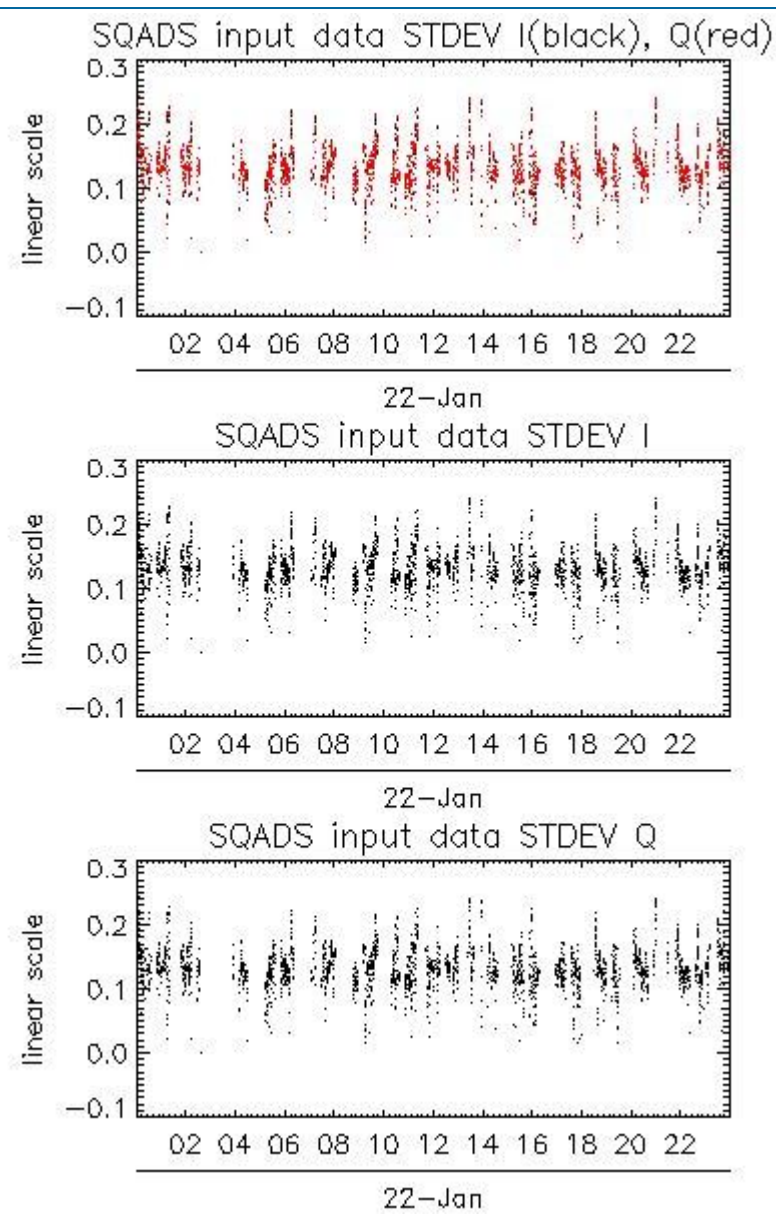 SQADS input data STDEV I(black), Q(red)
0.3
0.2
0.1
0.0
−0.1
linear scale
02 04 06 08 10 12 14 16 18 20 22
22−Jan
SQADS input data STDEV I
0.3
0.2
0.1
0.0
−0.1
linear scale
02 04 06 08 10 12 14 16 18 20 22
22−Jan
SQADS input data STDEV Q
0.3
0.2
0.1
0.0
−0.1
linear scale
02 04 06 08 10 12 14 16 18 20 22
22−Jan